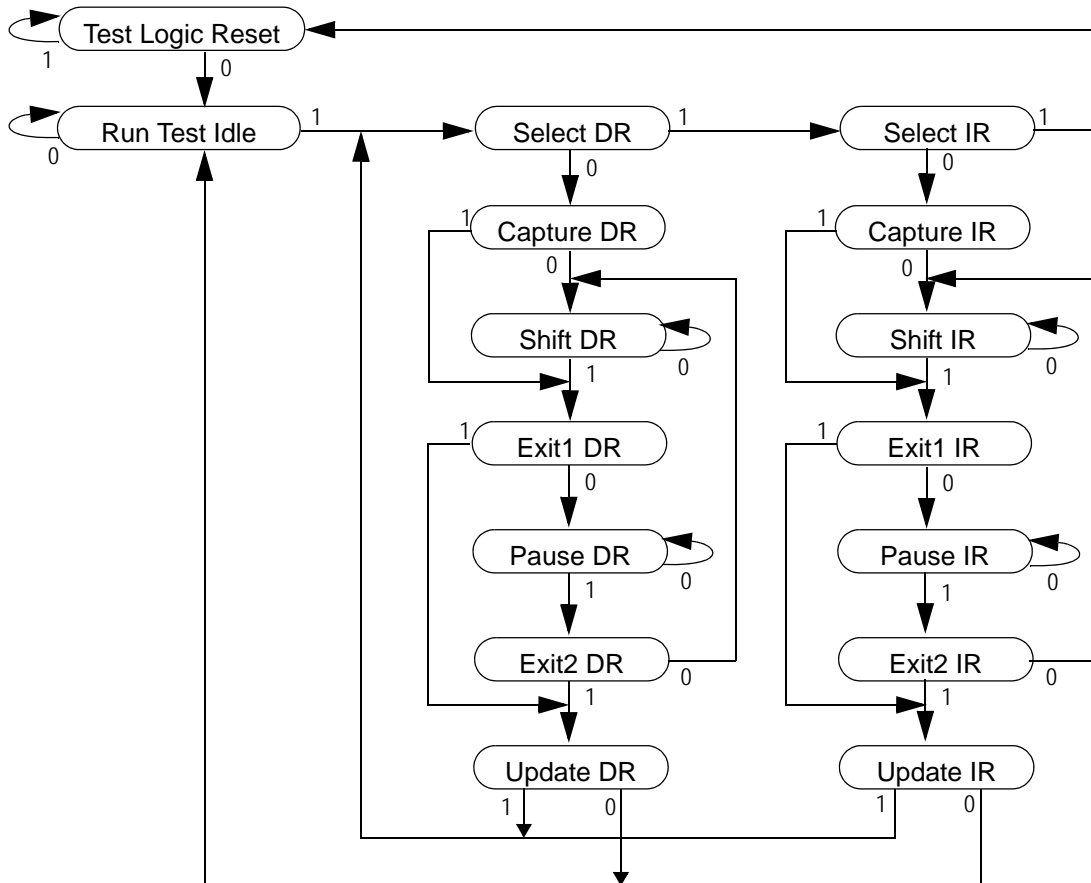 Test Logic Reset
1
0
Run Test Idle
1
Select DR
1
Select IR
1
0
0
0
1
Capture DR
1
Capture IR
0
0
Shift DR
Shift IR
0
0
1
1
1
Exit1 DR
1
Exit1 IR
0
0
Pause DR
Pause IR
0
0
1
1
Exit2 DR
Exit2 IR
0
0
1
1
Update DR
Update IR
1
0
1
0